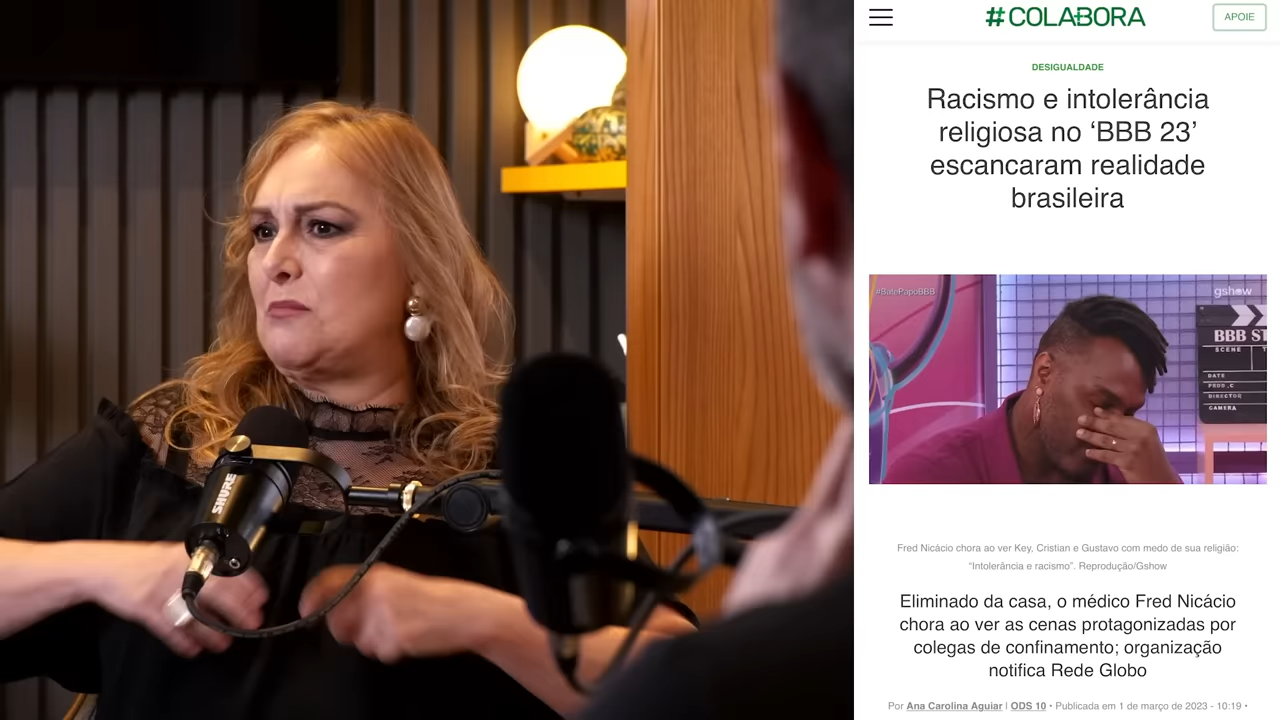 SHURE
#COLABORA
APOIE
DESIGUALDADE
Racismo e intolerância
religiosa no ‘BBB 23’
escancaram realidade
brasileira
#BatePapoBBB
gshow
BBB ST
SCENE T
DATE
PROD.C
DIRECTOR
CAMERA
Fred Nicácio chora ao ver Key, Cristian e Gustavo com medo de sua religião:
“Intolerância e racismo”. Reprodução/Gshow
Eliminado da casa, o médico Fred Nicácio
chora ao ver as cenas protagonizadas por
colegas de confinamento; organização
notifica Rede Globo
Por Ana Carolina Aguiar | ODS 10 • Publicada em 1 de março de 2023 - 10:19 •